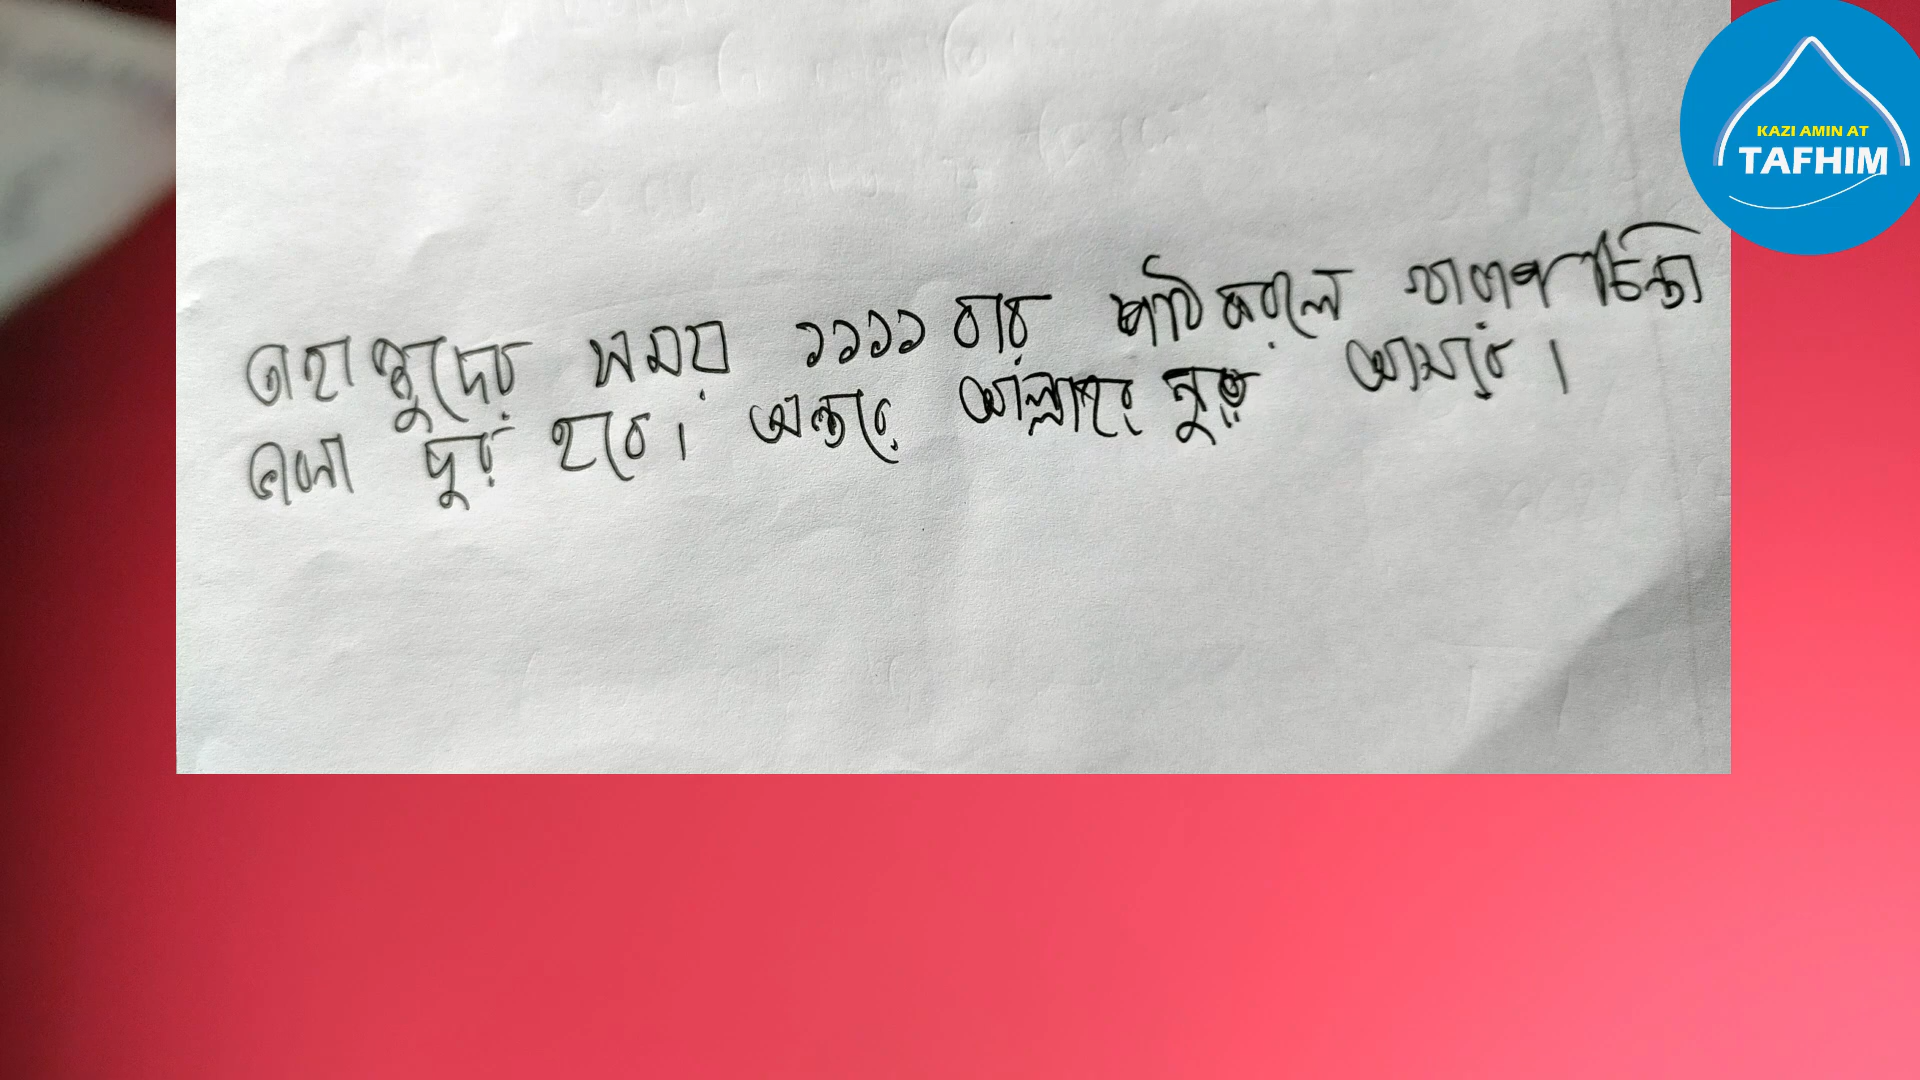 তাহাজ্জুদের সময় ১১১১ বার পাঠ করলে খারাপ চিন্তা
দূর হবে। অন্তরে আল্লাহর নুর আসবে।
KAZI AMIN AT
TAFHIM